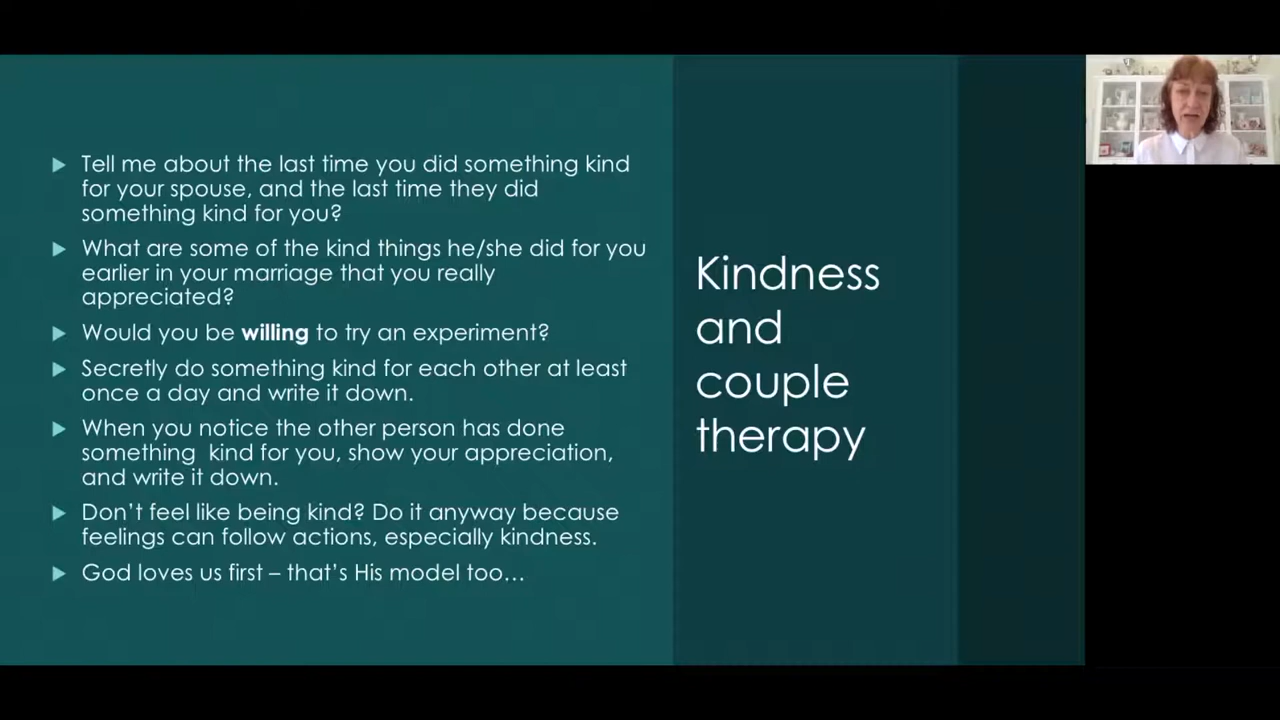 Tell me about the last time you did something kind
for your spouse, and the last time they did
something kind for you?
What are some of the kind things he/she did for you
earlier in your marriage that you really
appreciated?
Would you be willing to try an experiment?
Secretly do something kind for each other at least
once a day and write it down.
When you notice the other person has done
something  kind for you, show your appreciation,
and write it down.
Don’t feel like being kind? Do it anyway because
feelings can follow actions, especially kindness.
God loves us first – that’s His model too…
Kindness
and
couple
therapy